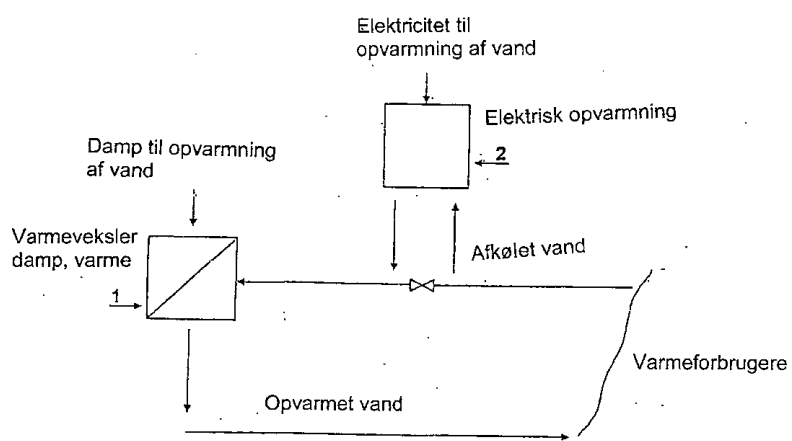 Elektricitet til
opvarmning af vand
Elektrisk opvarmning
2
Damp til opvarmning
af vand
Varmeveksler
damp, varme
1
Afkølet vand
Varmeforbrugere
Opvarmet vand